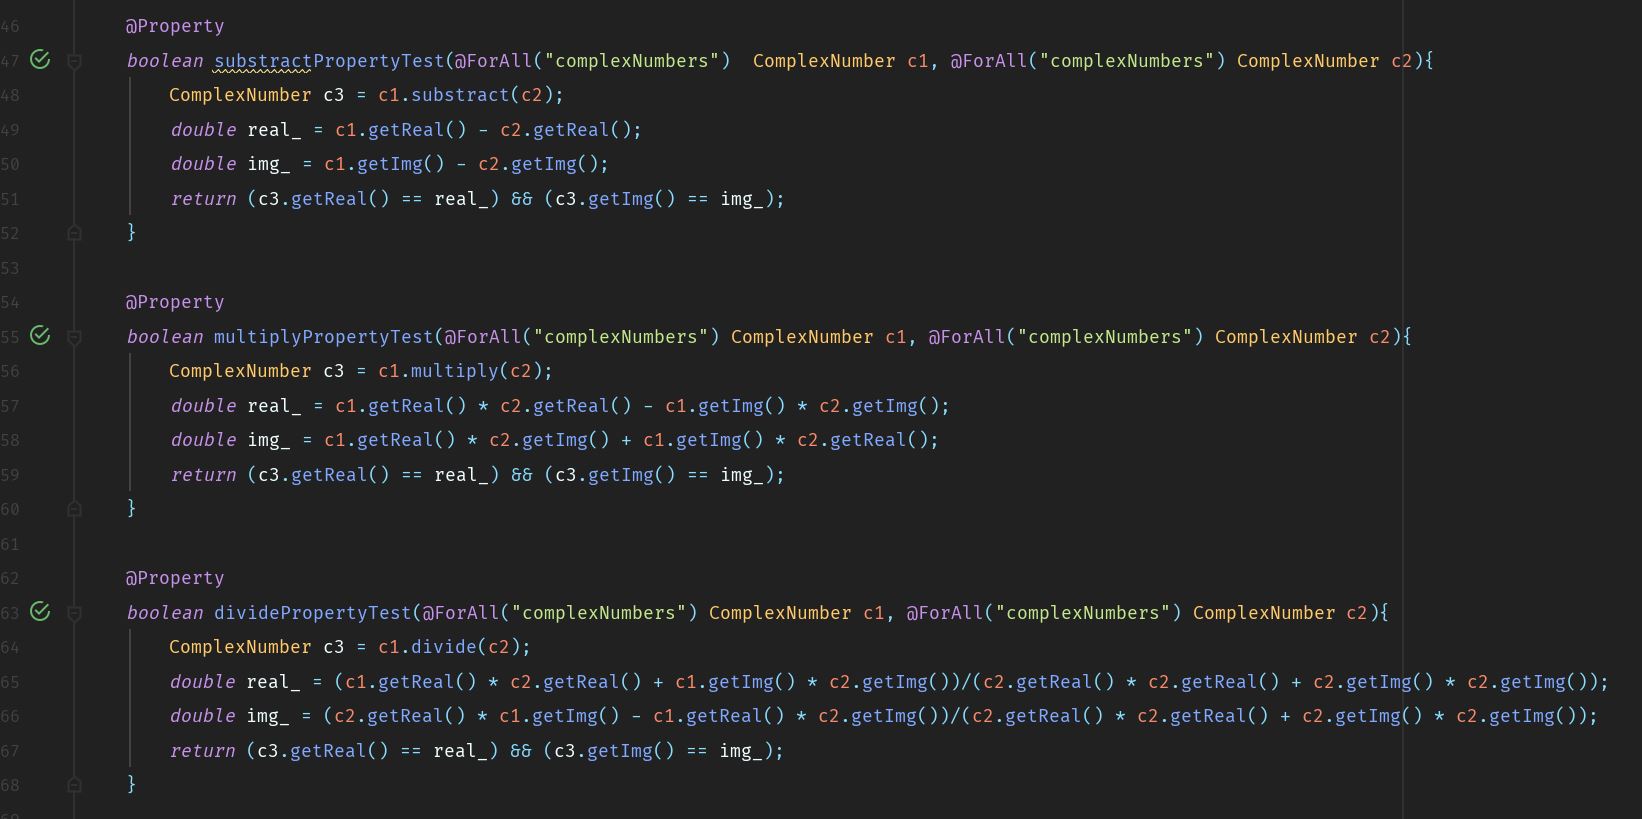 46 @Property
47 boolean substractPropertyTest(@ForAll("complexNumbers")  ComplexNumber c1, @ForAll("complexNumbers") ComplexNumber c2){
48 ComplexNumber c3 = c1.substract(c2);
49 double real_ = c1.getReal() - c2.getReal();
50 double img_ = c1.getImg() - c2.getImg();
51 return (c3.getReal() == real_) && (c3.getImg() == img_);
52 }
53
54 @Property
55 boolean multiplyPropertyTest(@ForAll("complexNumbers") ComplexNumber c1, @ForAll("complexNumbers") ComplexNumber c2){
56 ComplexNumber c3 = c1.multiply(c2);
57 double real_ = c1.getReal() * c2.getReal() - c1.getImg() * c2.getImg();
58 double img_ = c1.getReal() * c2.getImg() + c1.getImg() * c2.getReal();
59 return (c3.getReal() == real_) && (c3.getImg() == img_);
60 }
61
62 @Property
63 boolean dividePropertyTest(@ForAll("complexNumbers") ComplexNumber c1, @ForAll("complexNumbers") ComplexNumber c2){
64 ComplexNumber c3 = c1.divide(c2);
65 double real_ = (c1.getReal() * c2.getReal() + c1.getImg() * c2.getImg())/(c2.getReal() * c2.getReal() + c2.getImg() * c2.getImg());
66 double img_ = (c2.getReal() * c1.getImg() - c1.getReal() * c2.getImg())/(c2.getReal() * c2.getReal() + c2.getImg() * c2.getImg());
67 return (c3.getReal() == real_) && (c3.getImg() == img_);
68 }